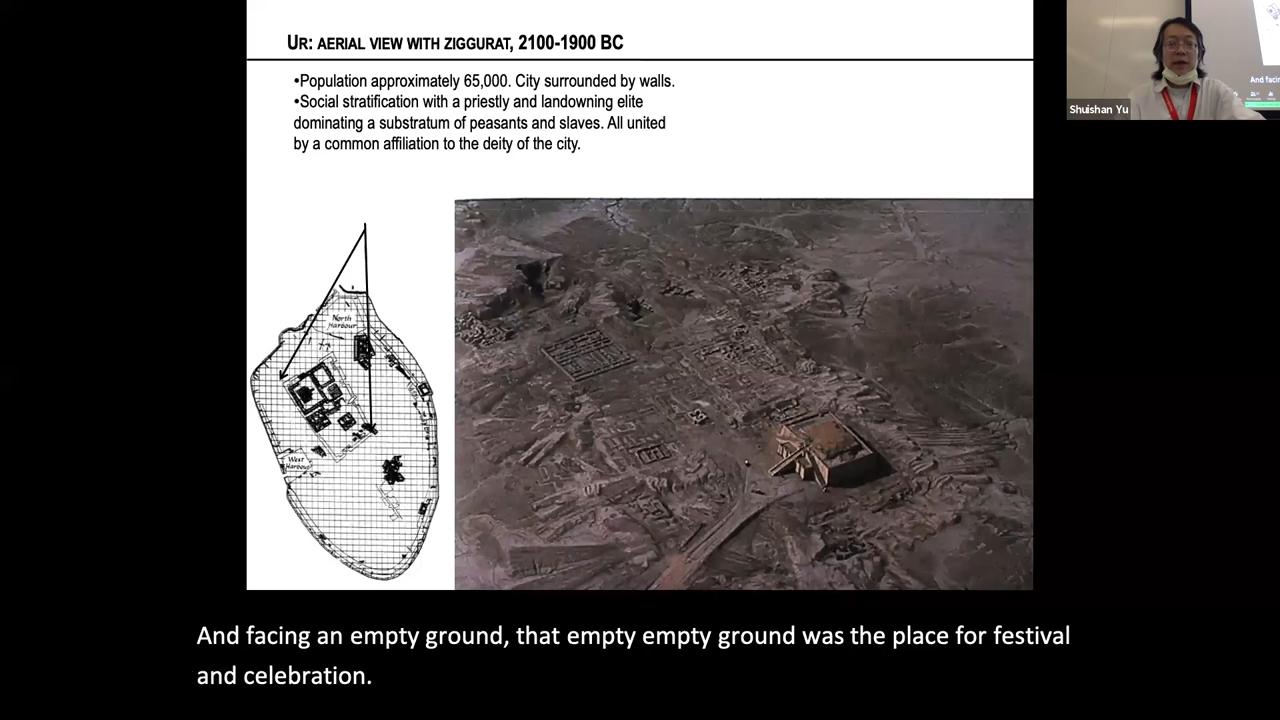 UR: AERIAL VIEW WITH ZIGGURAT, 2100-1900 BC
•Population approximately 65,000. City surrounded by walls.
•Social stratification with a priestly and landowning elite
dominating a substratum of peasants and slaves. All united
by a common affiliation to the deity of the city.
North
Harbour
West
Harbour
And facin
Shuishan Yu
And facing an empty ground, that empty empty ground was the place for festival
and celebration.